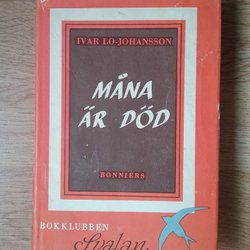 IVAR LO-JOHANSSON
MÅNA
ÄR DÖD
BONNIERS
BOKKLUBBEN
Svalan